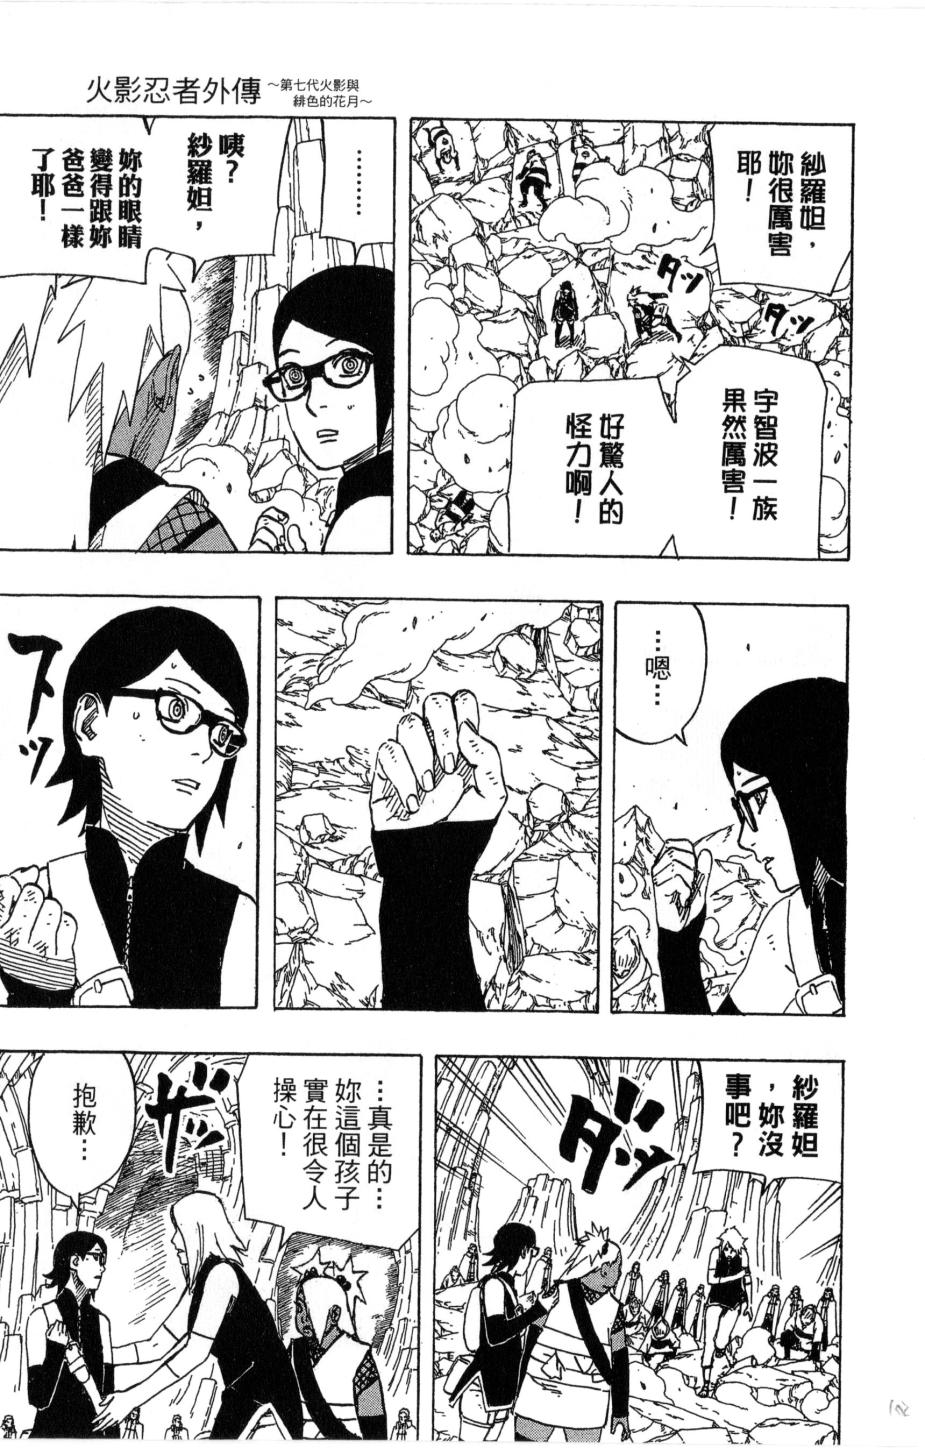 火影忍者外傳
～第七代火影與
緋色的花月～
紗羅妲，
妳很厲害
耶！
ダッ
ダッ
宇智波一族
果然厲害！
好驚人的
怪力啊！
………
咦？
紗羅妲，
妳的眼睛
變得跟妳
爸爸一樣
了耶！
…嗯…
スッ
紗羅妲
，妳沒
事吧？
ダッ
…真是的…
妳這個孩子
實在很令人
操心！
ザッ
抱歉…